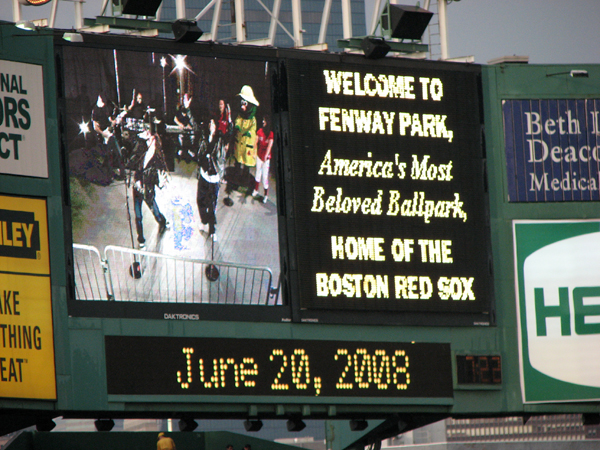 WELCOME TO
FENWAY PARK,
America's Most
Beloved Ballpark,
HOME OF THE
BOSTON RED SOX
DAKTRONICS
June 20, 2008
NAL
ORS
CT
LEY
AKE
THING
EAT"
Beth
Deaco
Medical
HE